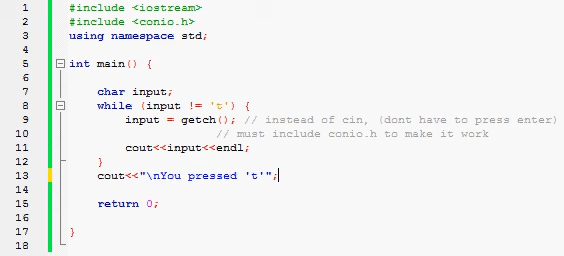 1 #include <iostream>
2 #include <conio.h>
3 using namespace std;
4
5 int main() {
6
7 char input;
8 while (input != 't') {
9 input = getch(); // instead of cin, (dont have to press enter)
10 // must include conio.h to make it work
11 cout<<input<<endl;
12 }
13 cout<<"\nYou pressed 't'";
14
15 return 0;
16
17 }
18